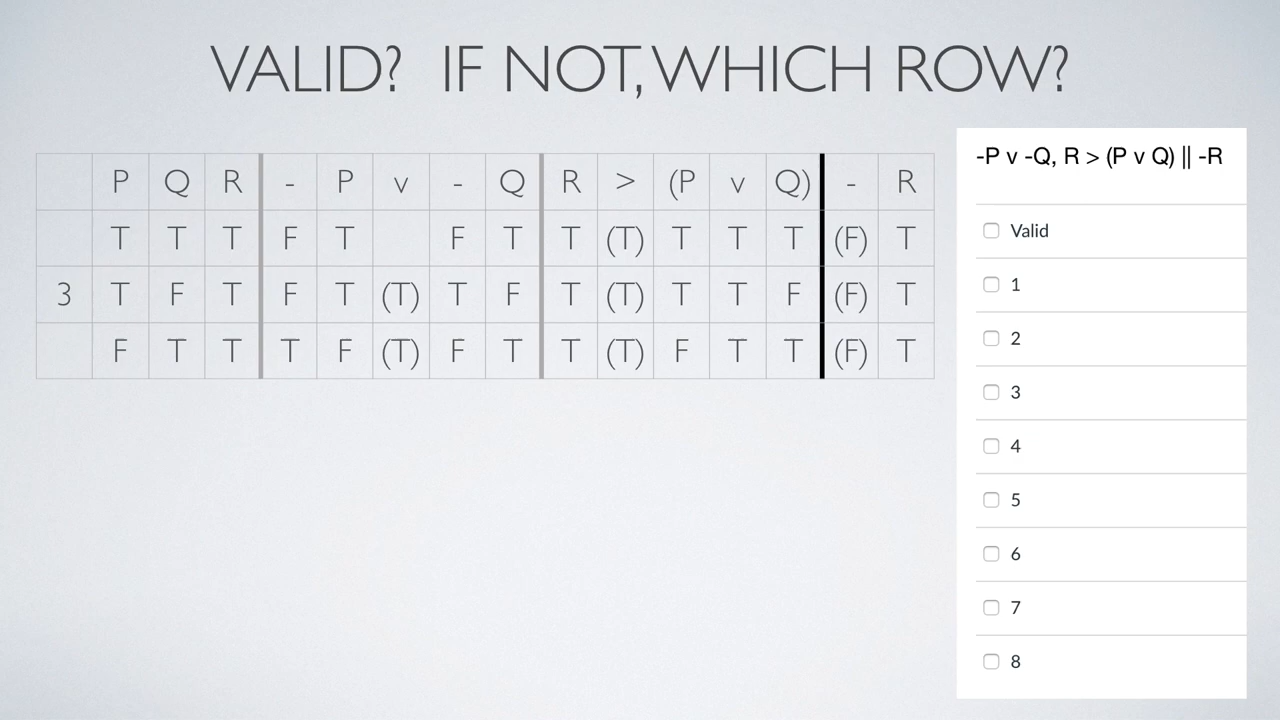 VALID? IF NOT, WHICH ROW?
P Q R - P v - Q R > (P v Q) - R
T T T F T F T T (T) T T T (F) T
3 T F T F T (T) T F T (T) T T F (F) T
F T T T F (T) F T T (T) F T T (F) T
-P v -Q, R > (P v Q) || -R
Valid
1
2
3
4
5
6
7
8